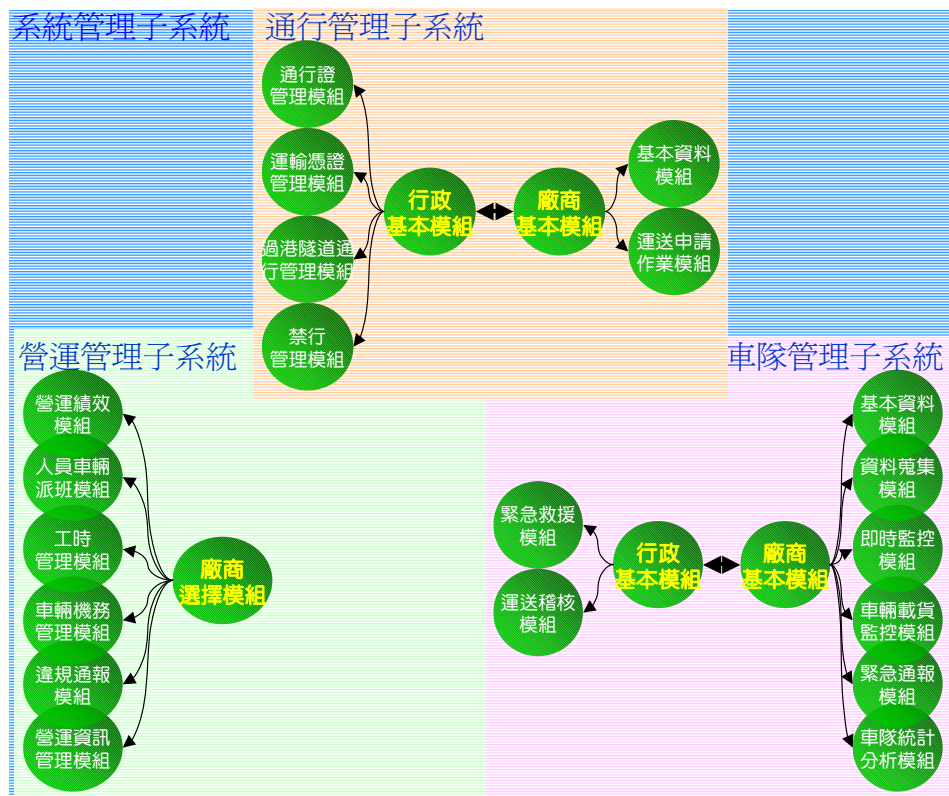 系統管理子系統
通行管理子系統
通行證
管理模組
運輸憑證
管理模組
過港隧道通
行管理模組
禁行
管理模組
行政
基本模組
廠商
基本模組
基本資料
模組
運送申請
作業模組
營運管理子系統
營運績效
模組
人員車輛
派班模組
工時
管理模組
車輛機務
管理模組
違規通報
模組
營運資訊
管理模組
廠商
選擇模組
車隊管理子系統
緊急救援
模組
運送稽核
模組
行政
基本模組
廠商
基本模組
基本資料
模組
資料蒐集
模組
即時監控
模組
車輛載貨
監控模組
緊急通報
模組
車隊統計
分析模組